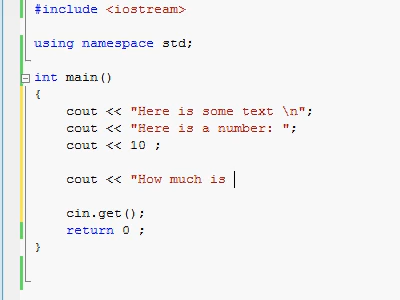 #include <iostream>
using namespace std;
int main()
{
cout << "Here is some text \n";
cout << "Here is a number: ";
cout << 10 ;
cout << "How much is
cin.get();
return 0 ;
}